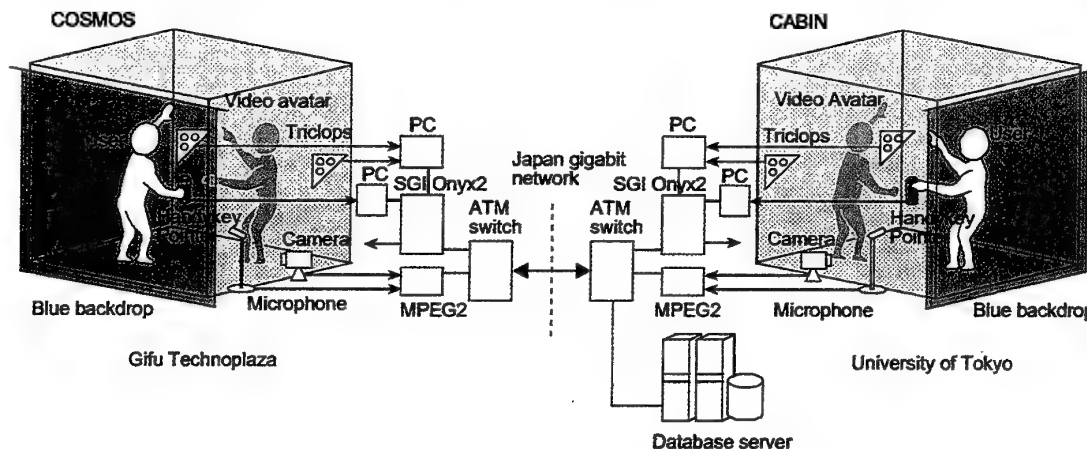 COSMOS
CABIN
Video avatar
Triclops
PC
PC
SGI Onyx2
ATM
switch
Camera
Microphone
MPEG2
Blue backdrop
Gifu Technoplaza
Japan gigabit
network
Video Avatar
Triclops
User
PC
SGI Onyx2
PC
ATM
switch
Camera
Microphone
MPEG2
Blue backdrop
University of Tokyo
Database server